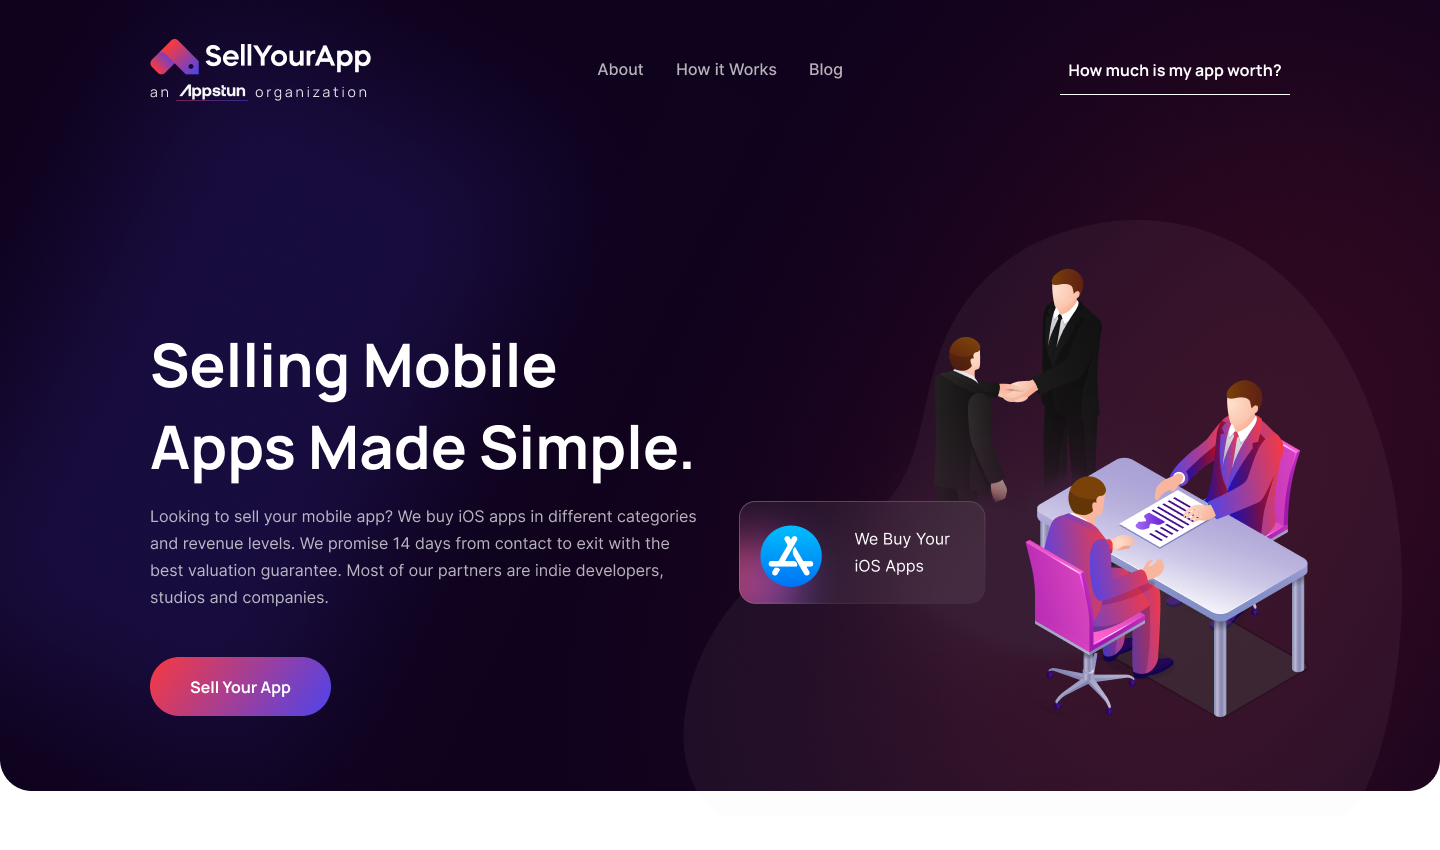 SellYourApp
an Appstun organization
About How it Works Blog
How much is my app worth?
Selling Mobile
Apps Made Simple.
Looking to sell your mobile app? We buy iOS apps in different categories
and revenue levels. We promise 14 days from contact to exit with the
best valuation guarantee. Most of our partners are indie developers,
studios and companies.
We Buy Your
iOS Apps
Sell Your App